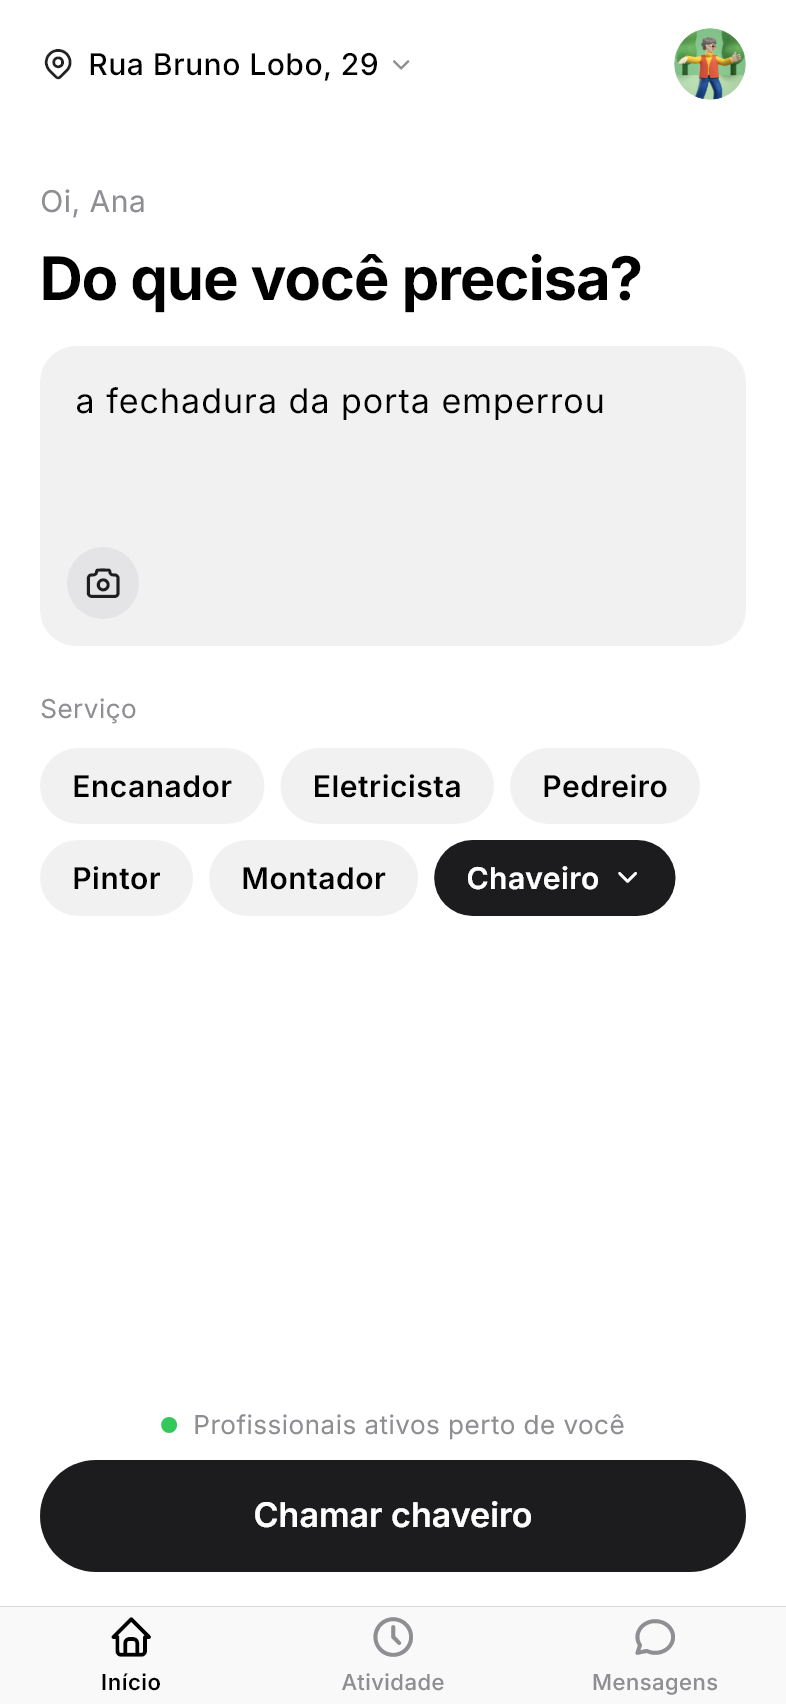 Rua Bruno Lobo, 29
Oi, Ana
Do que você precisa?
a fechadura da porta emperrou
Serviço
Encanador Eletricista Pedreiro
Pintor Montador Chaveiro
Profissionais ativos perto de você
Chamar chaveiro
Início Atividade Mensagens